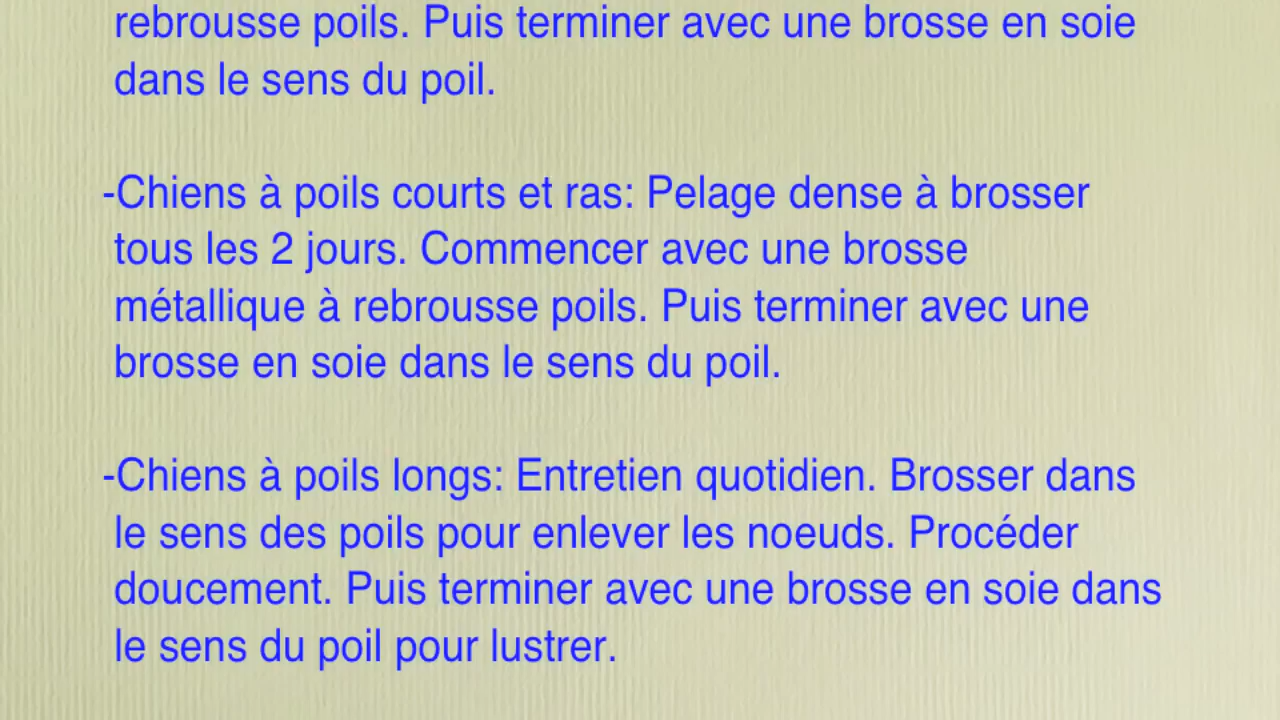 rebrousse poils. Puis terminer avec une brosse en soie
dans le sens du poil.
-Chiens à poils courts et ras: Pelage dense à brosser
tous les 2 jours. Commencer avec une brosse
métallique à rebrousse poils. Puis terminer avec une
brosse en soie dans le sens du poil.
-Chiens à poils longs: Entretien quotidien. Brosser dans
le sens des poils pour enlever les noeuds. Procéder
doucement. Puis terminer avec une brosse en soie dans
le sens du poil pour lustrer.